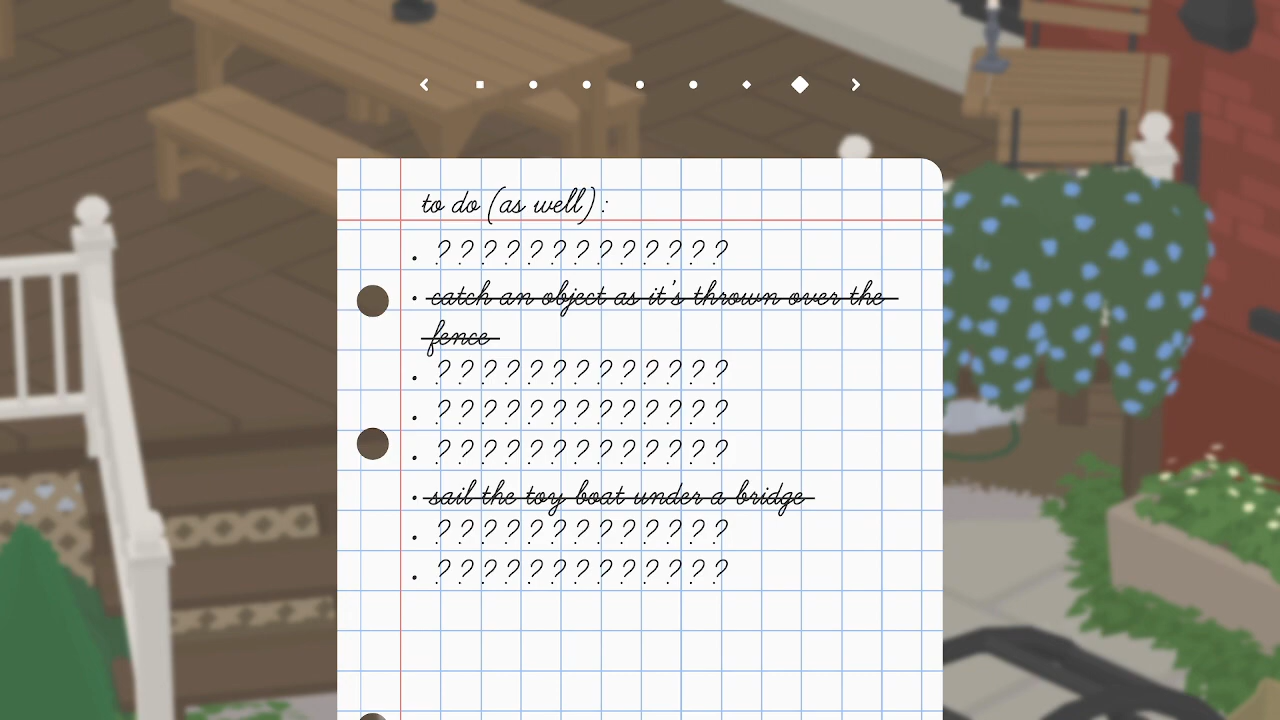 to do (as well) :
• ? ? ? ? ? ? ? ? ? ? ? ? ?
• catch an object as it's thrown over the
fence
• ? ? ? ? ? ? ? ? ? ? ? ? ?
• ? ? ? ? ? ? ? ? ? ? ? ? ?
• ? ? ? ? ? ? ? ? ? ? ? ? ?
• sail the toy boat under a bridge
• ? ? ? ? ? ? ? ? ? ? ? ? ?
• ? ? ? ? ? ? ? ? ? ? ? ? ?